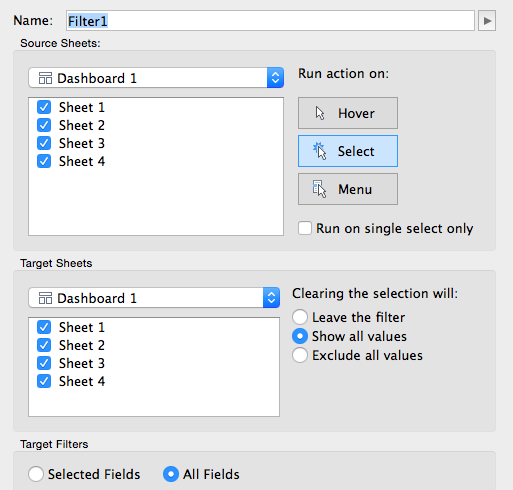 Name: Filter1
Source Sheets:
Dashboard 1
Sheet 1
Sheet 2
Sheet 3
Sheet 4
Run action on:
Hover
Select
Menu
Run on single select only
Target Sheets
Dashboard 1
Sheet 1
Sheet 2
Sheet 3
Sheet 4
Clearing the selection will:
Leave the filter
Show all values
Exclude all values
Target Filters
Selected Fields All Fields